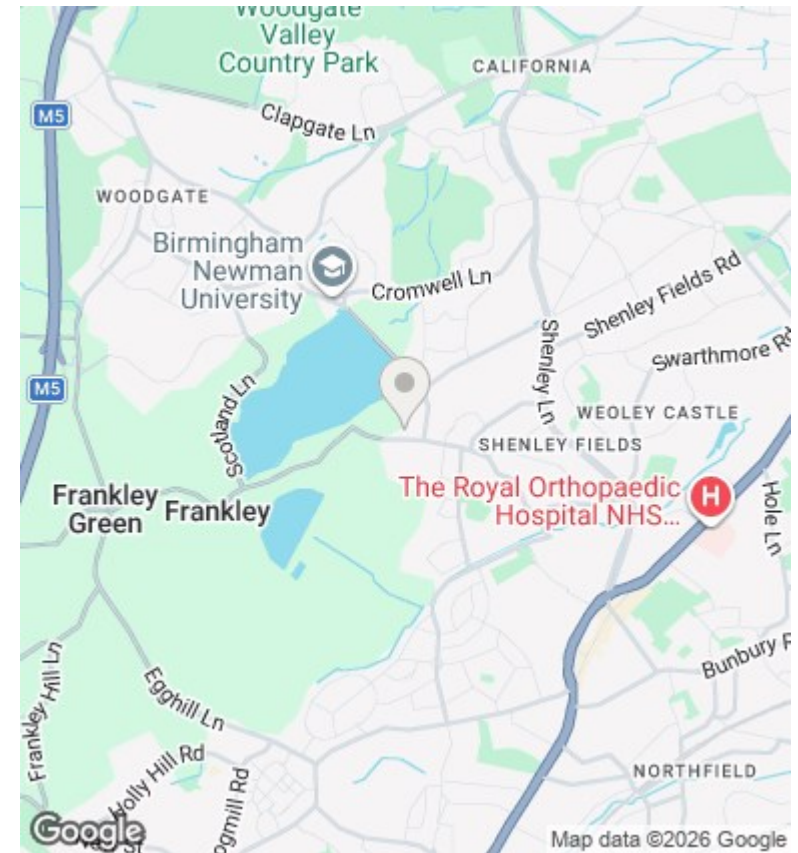 Woodgate
Valley
Country Park
CALIFORNIA
M5
Clapgate Ln
WOODGATE
Birmingham
Newman
University
Cromwell Ln
Shenley Fields Rd
Shenley Ln
Swarthmore Rd
M5
Scotland Ln
WEOLEY CASTLE
SHENLEY FIELDS
The Royal Orthopaedic
Hospital NHS...
H
Hole Ln
Frankley
Green
Frankley
Bunbury R
Egghill Ln
Frankley Hill Ln
Holly Hill Rd
ogmill Rd
NORTHFIELD
Google
Map data ©2026 Google